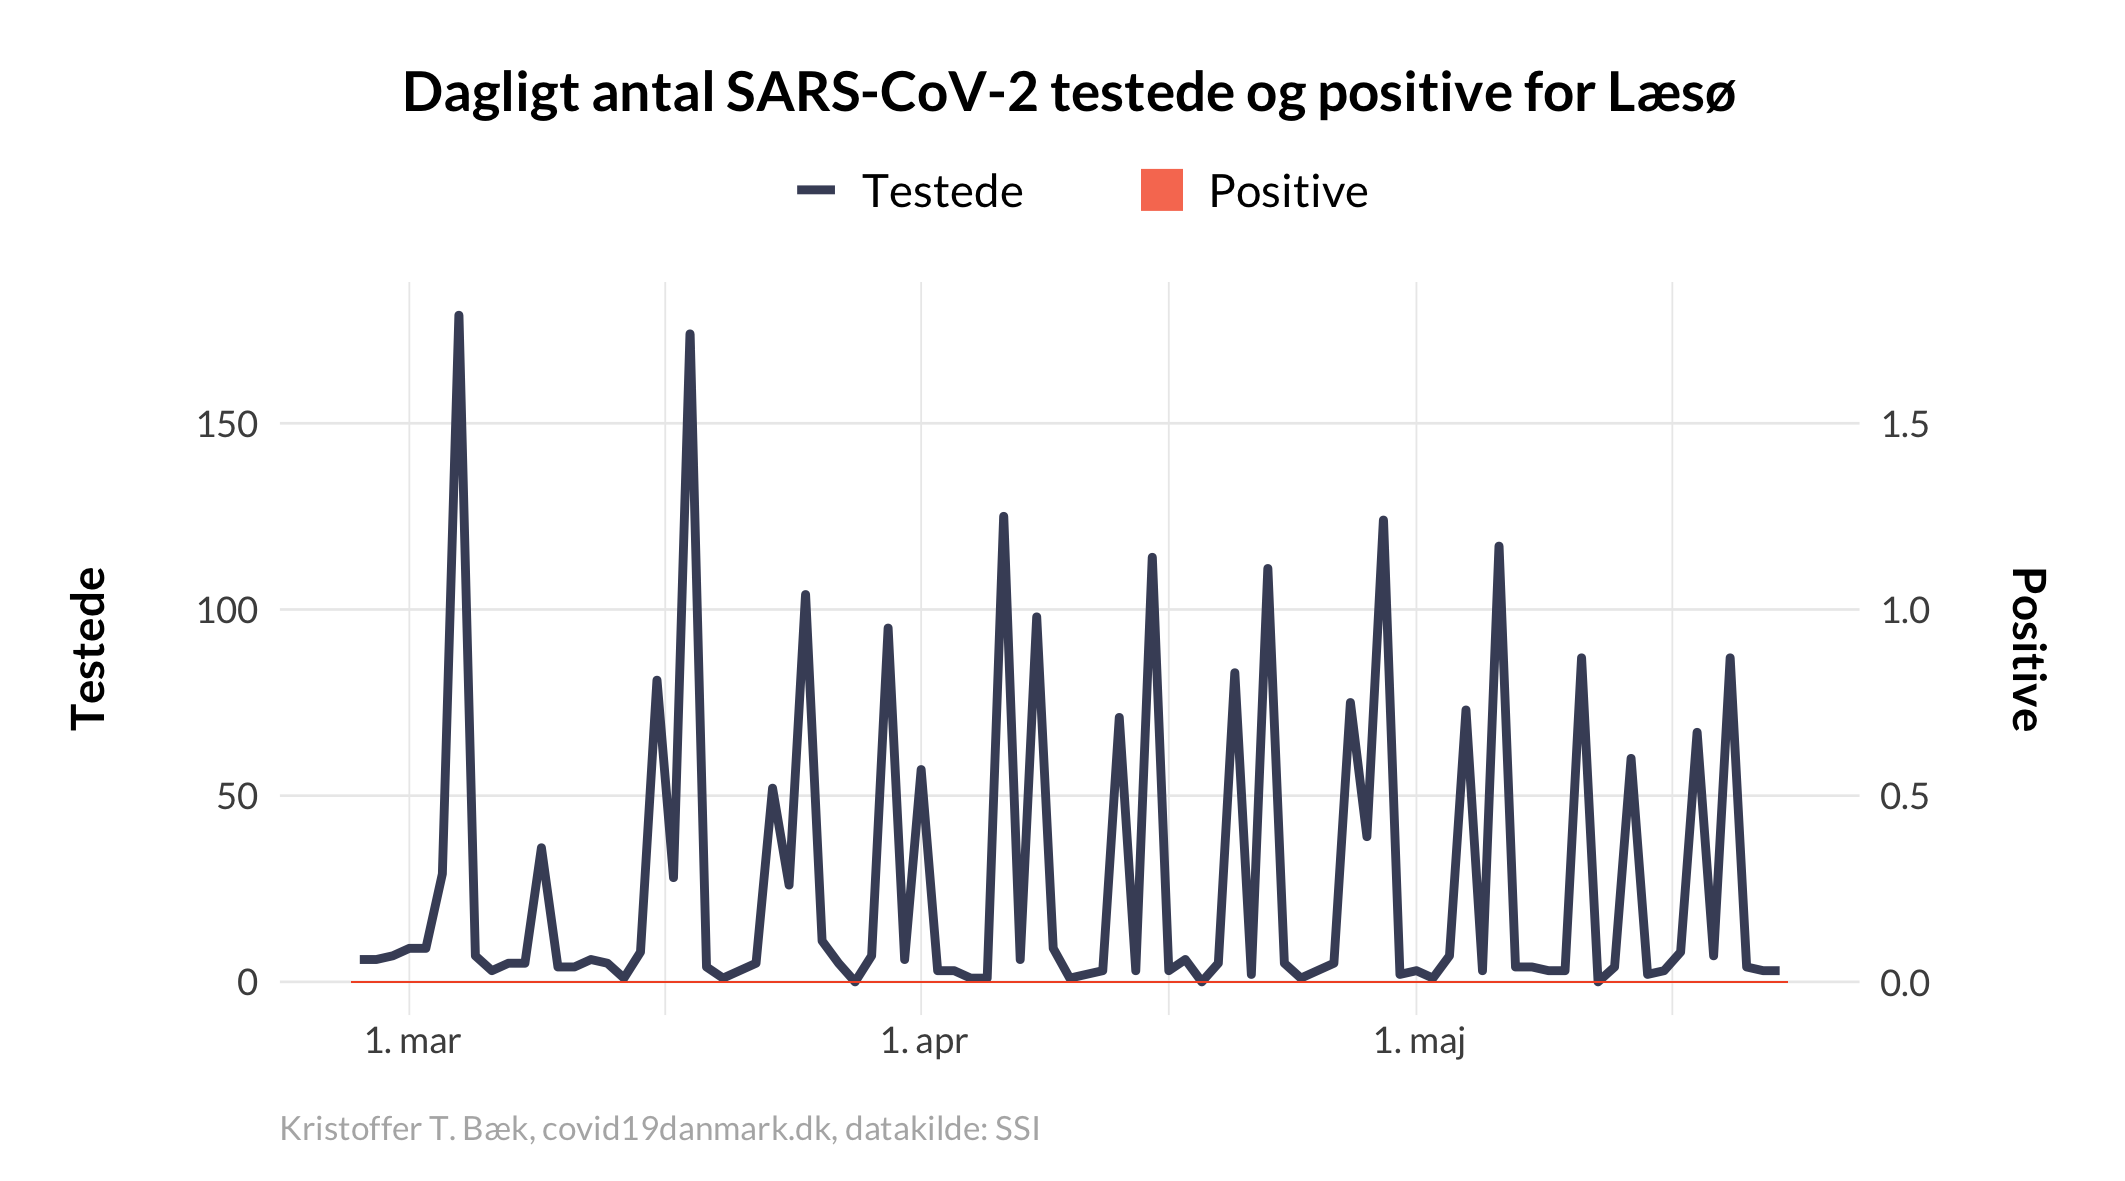 Dagligt antal SARS-CoV-2 testede og positive for Læsø
Testede
Positive
150
100
50
0
Testede
1.5
1.0
0.5
0.0
Positive
1. mar
1. apr
1. maj
Kristoffer T. Bæk, covid19danmark.dk, datakilde: SSI